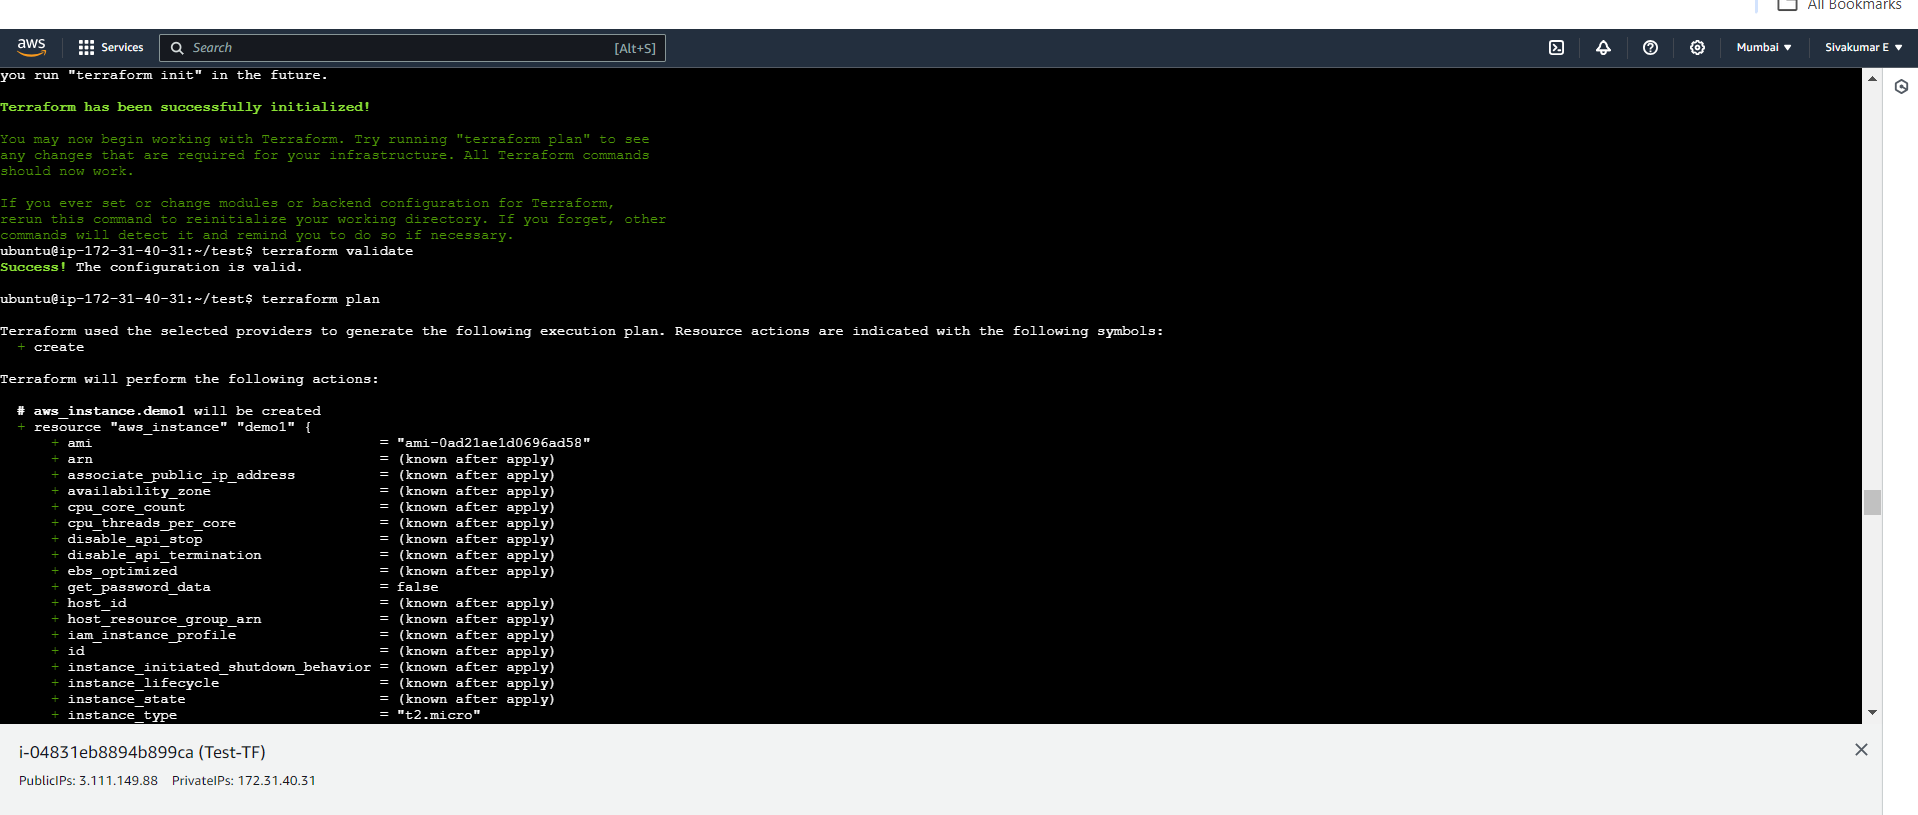 All Bookmarks
aws Services Search [Alt+S] Mumbai ▼ Sivakumar E ▼
you run "terraform init" in the future.
Terraform has been successfully initialized!
You may now begin working with Terraform. Try running "terraform plan" to see
any changes that are required for your infrastructure. All Terraform commands
should now work.
If you ever set or change modules or backend configuration for Terraform,
rerun this command to reinitialize your working directory. If you forget, other
commands will detect it and remind you to do so if necessary.
ubuntu@ip-172-31-40-31:~/test$ terraform validate
Success! The configuration is valid.
ubuntu@ip-172-31-40-31:~/test$ terraform plan
Terraform used the selected providers to generate the following execution plan. Resource actions are indicated with the following symbols:
+ create
Terraform will perform the following actions:
# aws_instance.demo1 will be created
+ resource "aws_instance" "demo1" {
+ ami = "ami-0ad21ae1d0696ad58"
+ arn = (known after apply)
+ associate_public_ip_address = (known after apply)
+ availability_zone = (known after apply)
+ cpu_core_count = (known after apply)
+ cpu_threads_per_core = (known after apply)
+ disable_api_stop = (known after apply)
+ disable_api_termination = (known after apply)
+ ebs_optimized = (known after apply)
+ get_password_data = false
+ host_id = (known after apply)
+ host_resource_group_arn = (known after apply)
+ iam_instance_profile = (known after apply)
+ id = (known after apply)
+ instance_initiated_shutdown_behavior = (known after apply)
+ instance_lifecycle = (known after apply)
+ instance_state = (known after apply)
+ instance_type = "t2.micro"
i-04831eb8894b899ca (Test-TF)
PublicIPs: 3.111.149.88 PrivateIPs: 172.31.40.31